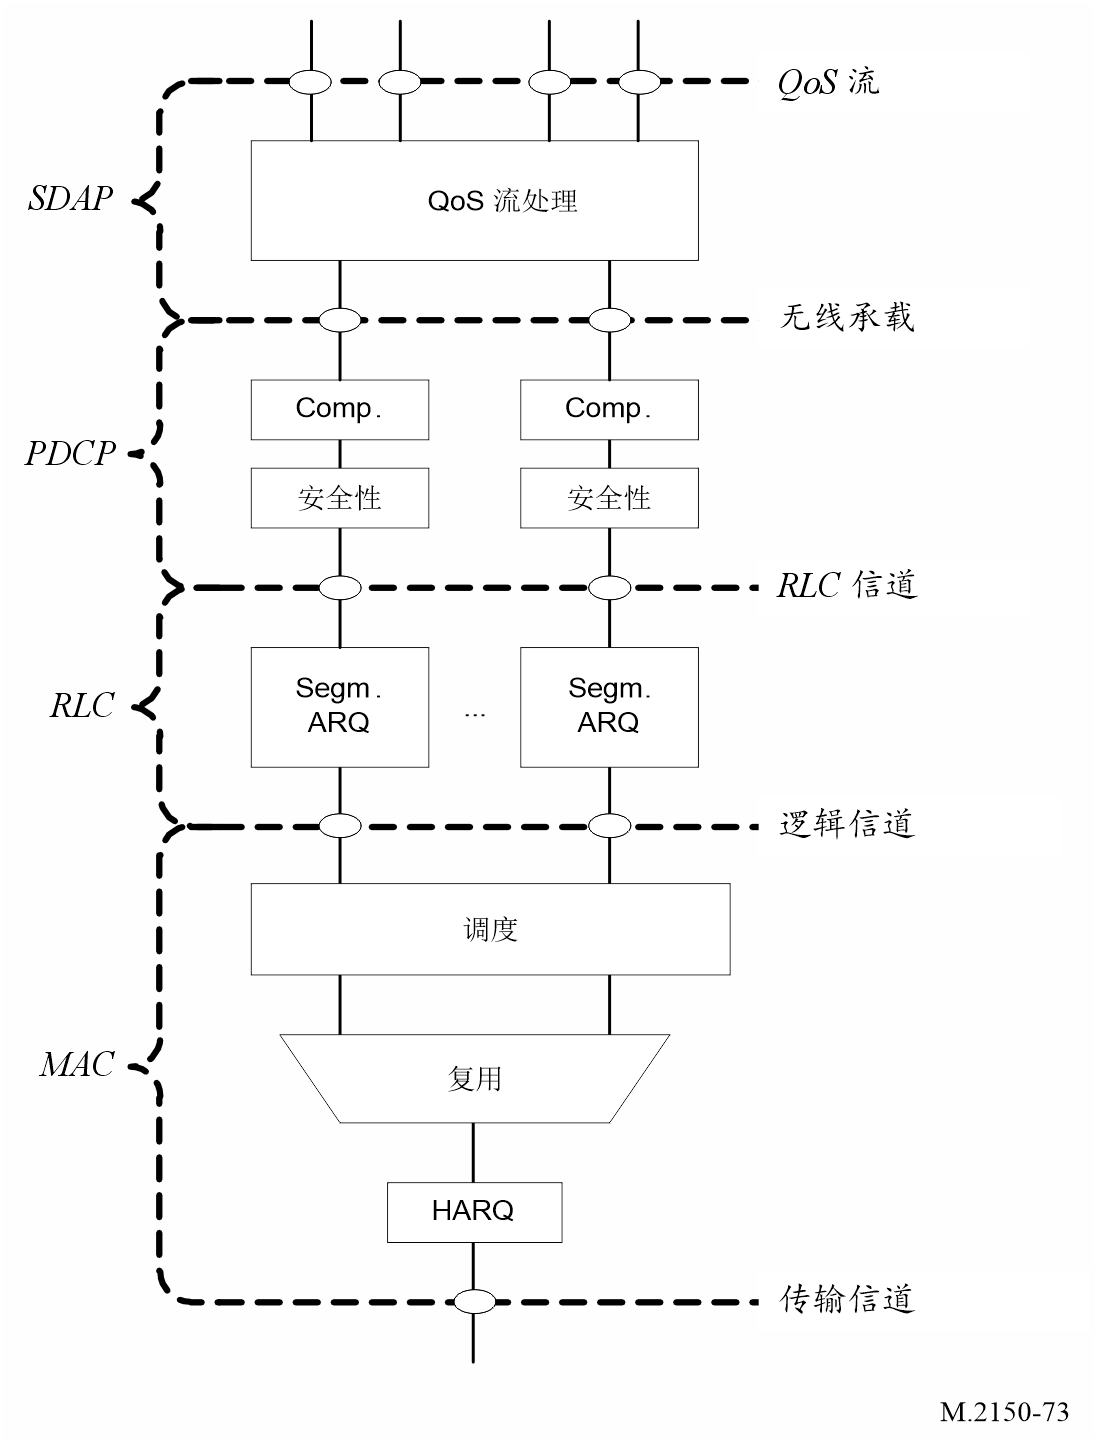 QoS 流
SDAP
QoS 流处理
无线承载
Comp.
Comp.
PDCP
安全性
安全性
RLC 信道
Segm.
ARQ
RLC
...
Segm.
ARQ
逻辑信道
调度
MAC
复用
HARQ
传输信道
M.2150-73